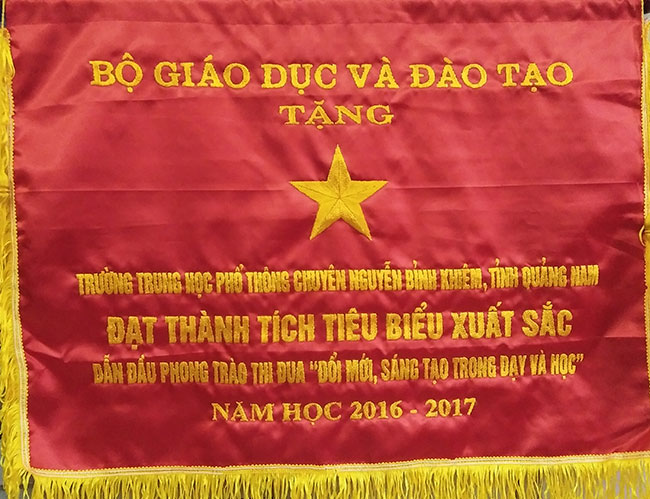 BỘ GIÁO DỤC VÀ ĐÀO TẠO
TẶNG
TRƯỜNG TRUNG HỌC PHỔ THÔNG CHUYÊN NGUYỄN BỈNH KHIÊM, TỈNH QUẢNG NAM
ĐẠT THÀNH TÍCH TIÊU BIỂU XUẤT SẮC
DẪN ĐẦU PHONG TRÀO THI ĐUA "ĐỔI MỚI, SÁNG TẠO TRONG DẠY VÀ HỌC"
NĂM HỌC 2016 - 2017